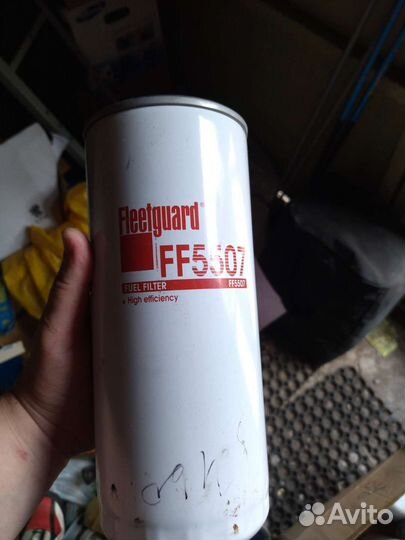 Fleetguard®
FF5507
FUEL FILTER FF5507
• High efficiency
Avito